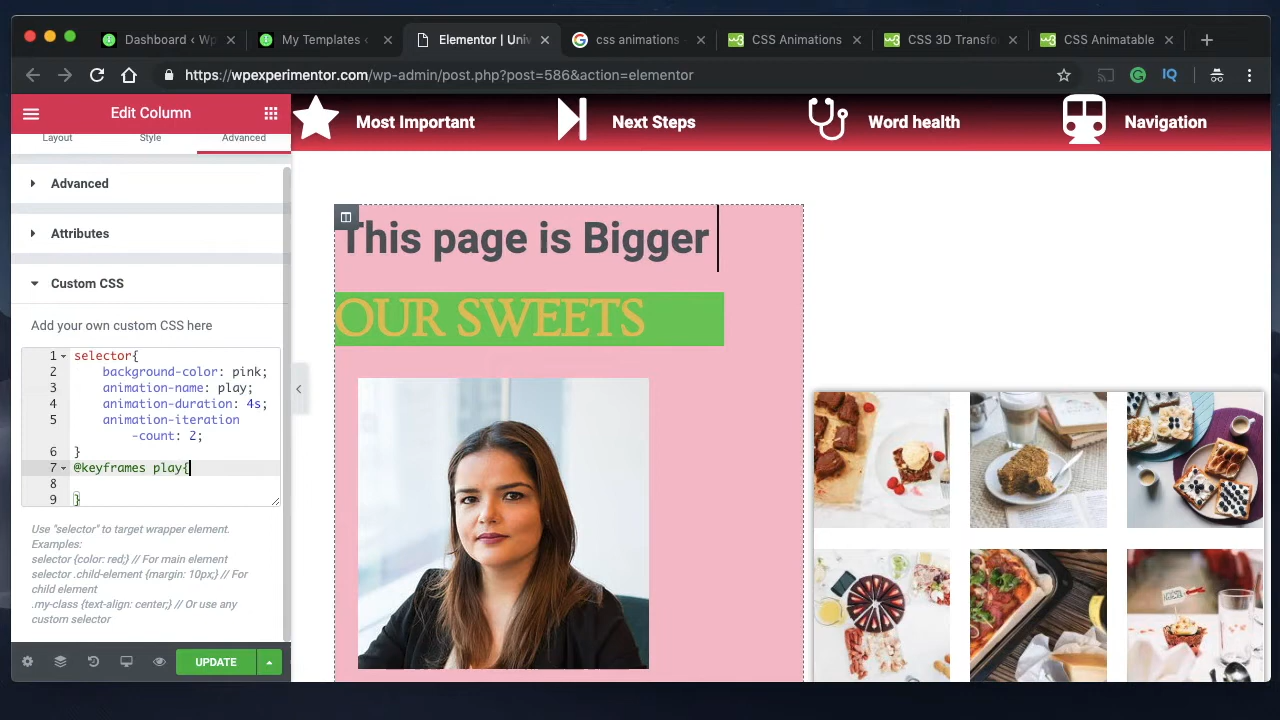 Dashboard ‹ Wp
My Templates ‹
Elementor | Univ
css animations -
CSS Animations
CSS 3D Transfo
CSS Animatable
https://wpexperimentor.com/wp-admin/post.php?post=586&action=elementor
IQ
Edit Column
Layout
Style
Advanced
Advanced
Attributes
Custom CSS
Add your own custom CSS here
1 selector{
2 background-color: pink;
3 animation-name: play;
4 animation-duration: 4s;
5 animation-iteration
-count: 2;
6 }
7 @keyframes play{
8
9 }
Use "selector" to target wrapper element.
Examples:
selector {color: red;} // For main element
selector .child-element {margin: 10px;} // For
child element
.my-class {text-align: center;} // Or use any
custom selector
UPDATE
Most Important
Next Steps
Word health
Navigation
This page is Bigger
OUR SWEETS